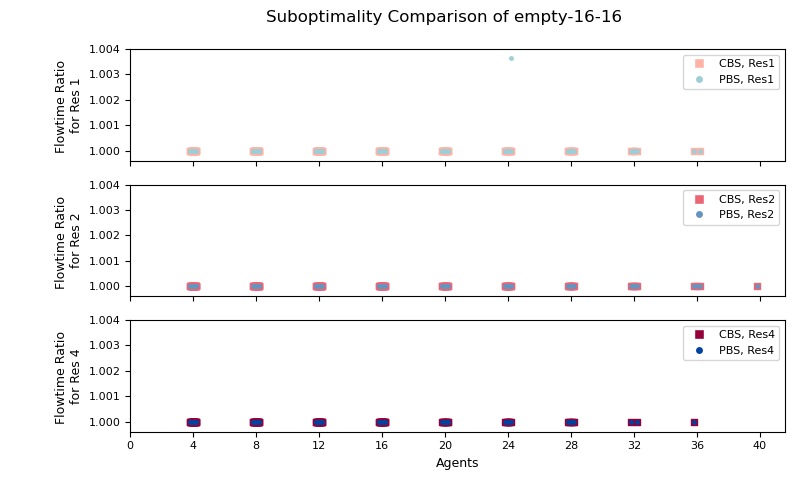 Suboptimality Comparison of empty-16-16
1.004
1.003
1.002
1.001
1.000
Flowtime Ratio
for Res 1
CBS, Res1
PBS, Res1
1.004
1.003
1.002
1.001
1.000
Flowtime Ratio
for Res 2
CBS, Res2
PBS, Res2
1.004
1.003
1.002
1.001
1.000
Flowtime Ratio
for Res 4
CBS, Res4
PBS, Res4
0 4 8 12 16 20 24 28 32 36 40
Agents